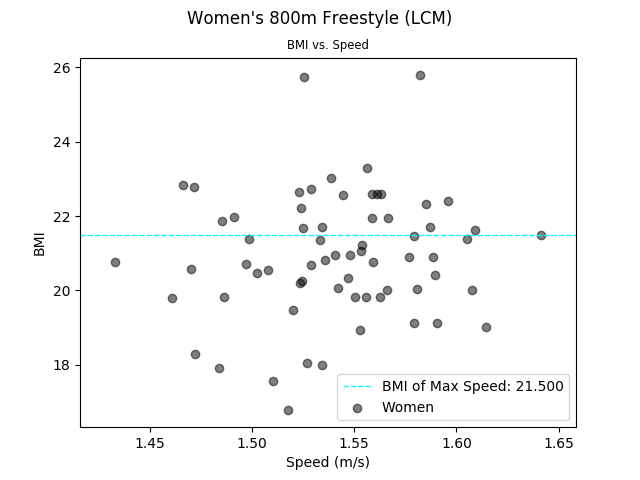 Women's 800m Freestyle (LCM)
BMI vs. Speed
26
24
22
20
18
BMI
BMI of Max Speed: 21.500
Women
1.45 1.50 1.55 1.60 1.65
Speed (m/s)